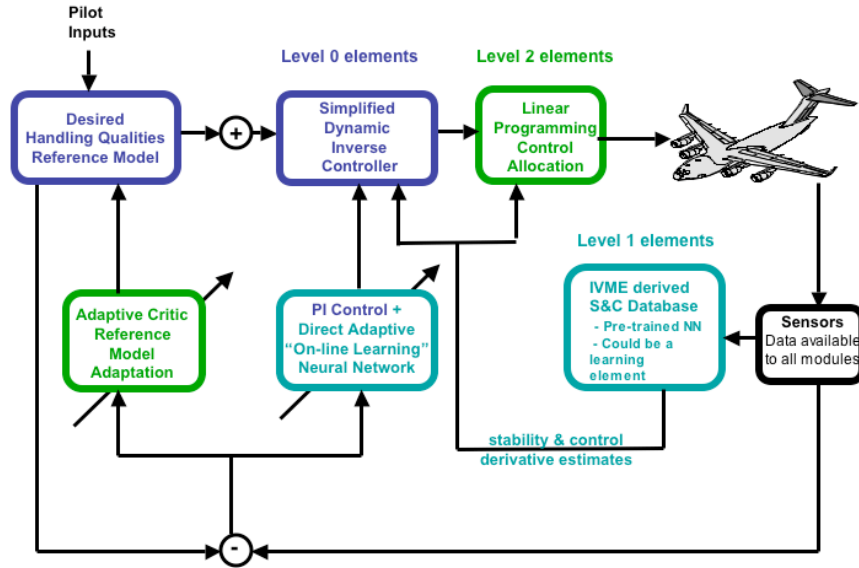 Pilot
Inputs
Level 0 elements
Level 2 elements
Desired
Handling Qualities
Reference Model
+
Simplified
Dynamic
Inverse
Controller
Linear
Programming
Control
Allocation
Level 1 elements
Adaptive Critic
Reference
Model
Adaptation
PI Control +
Direct Adaptive
“On-line Learning”
Neural Network
IVME derived
S&C Database
- Pre-trained NN
- Could be a
learning
element
Sensors
Data available
to all modules
stability & control
derivative estimates
-